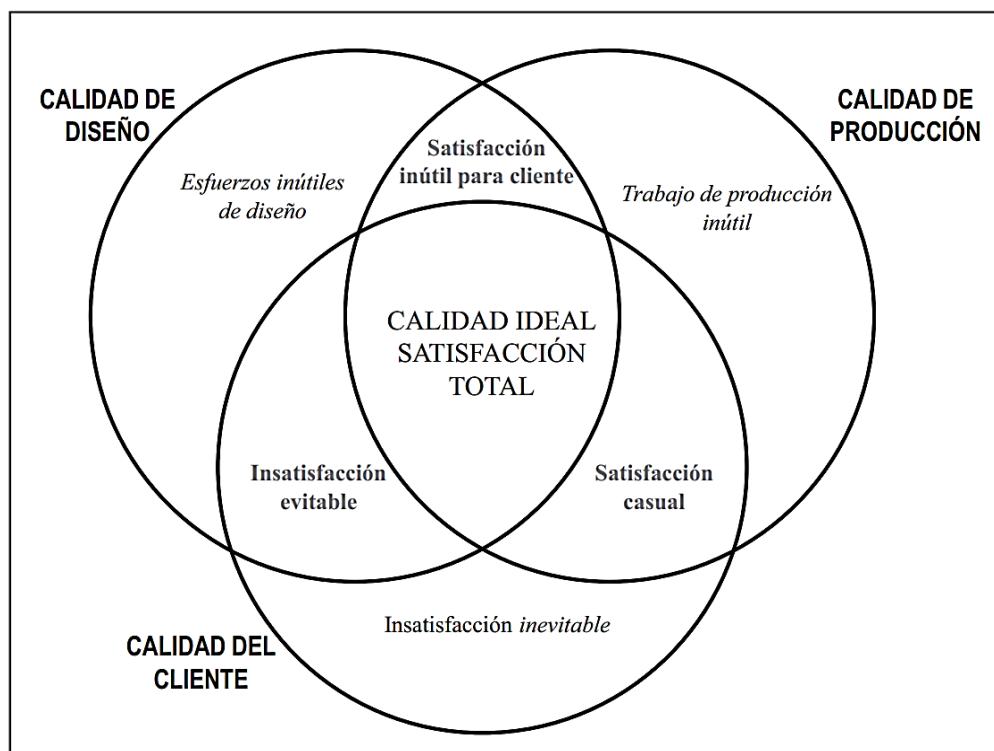 CALIDAD DE
DISEÑO
CALIDAD DE
PRODUCCIÓN
Satisfacción
inútil para cliente
Esfuerzos inútiles
de diseño
Trabajo de producción
inútil
CALIDAD IDEAL
SATISFACCIÓN
TOTAL
Insatisfacción
evitable
Satisfacción
casual
Insatisfacción inevitable
CALIDAD DEL
CLIENTE